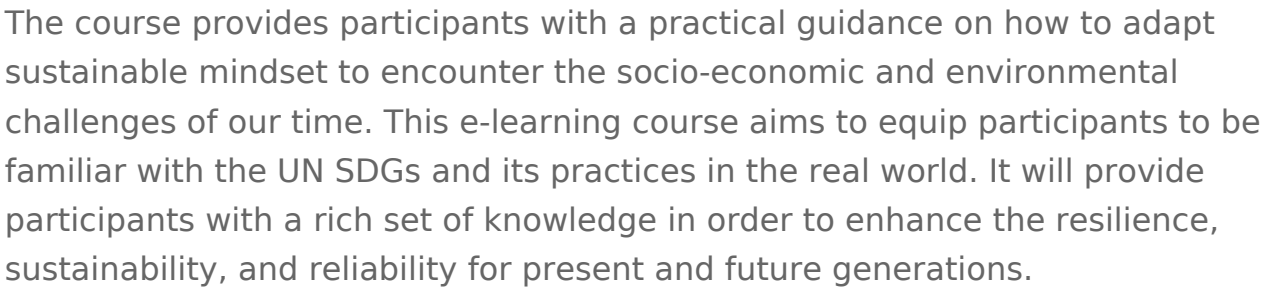 The course provides participants with a practical guidance on how to adapt
sustainable mindset to encounter the socio-economic and environmental
challenges of our time. This e-learning course aims to equip participants to be
familiar with the UN SDGs and its practices in the real world. It will provide
participants with a rich set of knowledge in order to enhance the resilience,
sustainability, and reliability for present and future generations.